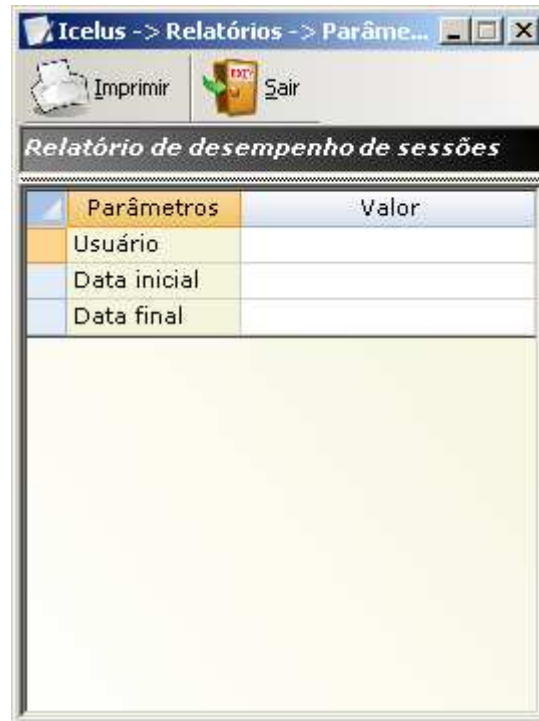 Icelus -> Relatórios -> Parâme...
Imprimir
EXIT
Sair
Relatório de desempenho de sessões
Parâmetros Valor
Usuário
Data inicial
Data final